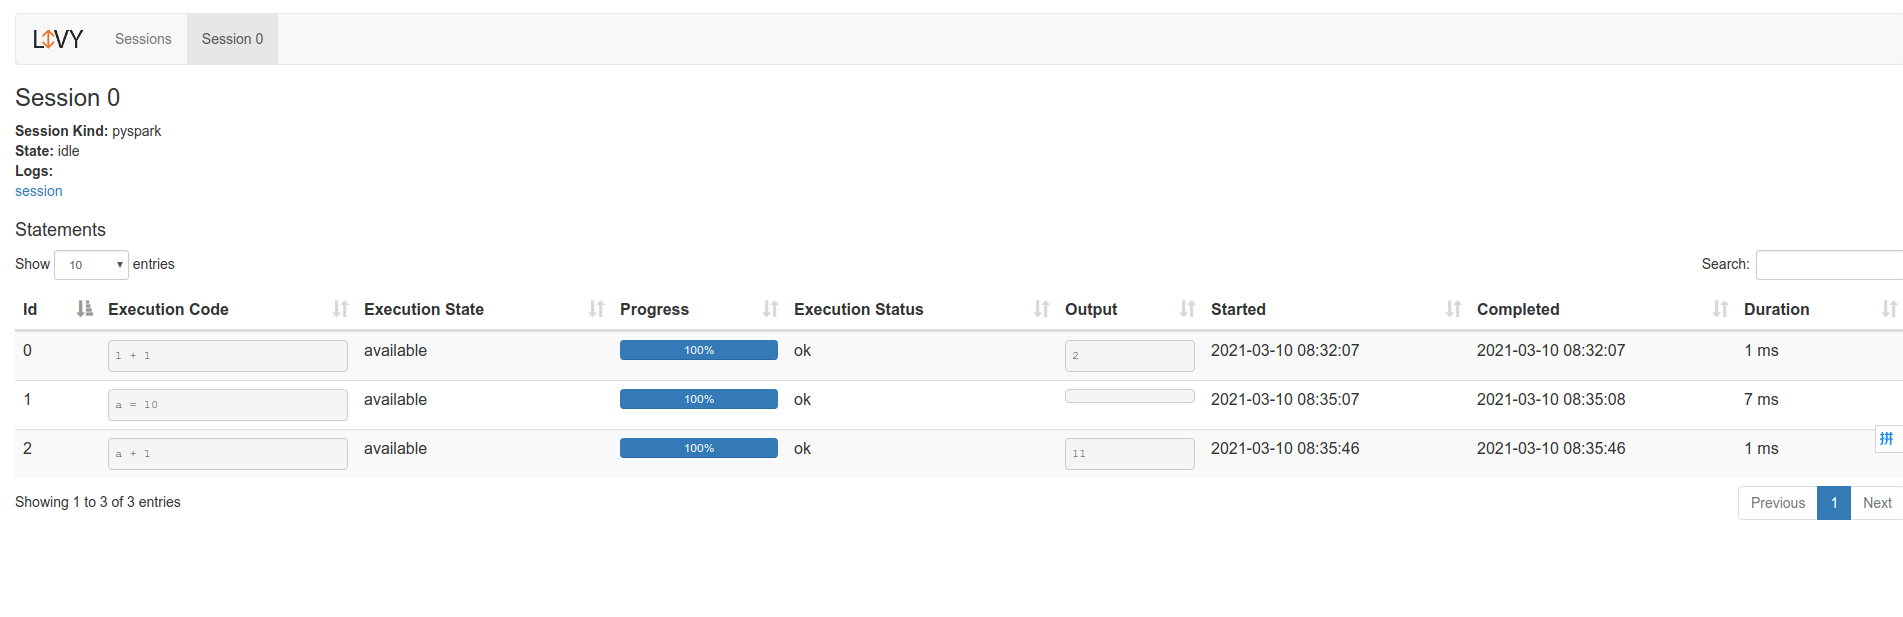 LIVY Sessions Session 0
Session 0
Session Kind: pyspark
State: idle
Logs:
session
Statements
Show 10 entries Search:
Id Execution Code Execution State Progress Execution Status Output Started Completed Duration
0 1 + 1 available 100% ok 2 2021-03-10 08:32:07 2021-03-10 08:32:07 1 ms
1 a = 10 available 100% ok 2021-03-10 08:35:07 2021-03-10 08:35:08 7 ms
2 a + 1 available 100% ok 11 2021-03-10 08:35:46 2021-03-10 08:35:46 1 ms
拼
Showing 1 to 3 of 3 entries Previous 1 Next